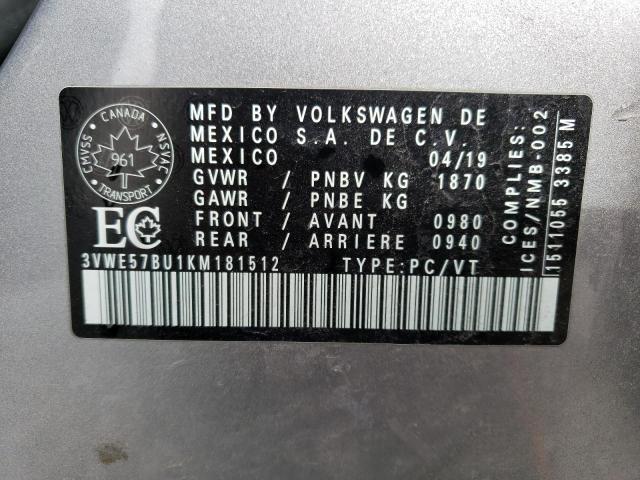 MFD BY VOLKSWAGEN DE
MEXICO S.A. DE C.V.
MEXICO 04/19
GVWR / PNBV KG 1870
GAWR / PNBE KG
FRONT / AVANT 0980
REAR / ARRIERE 0940
3VWE57BU1KM181512 TYPE:PC/VT
CANADA
CMVSS
NSVAC
961
TRANSPORT
EC
COMPLIES:
ICES/NMB-002
1511055 3385 M